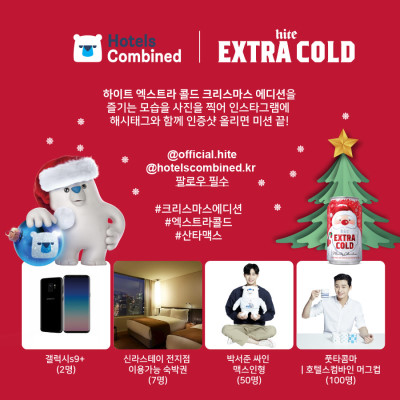 Hotels
Combined
hite
EXTRA COLD
하이트 엑스트라 콜드 크리스마스 에디션을
즐기는 모습을 사진을 찍어 인스타그램에
해시태그와 함께 인증샷 올리면 미션 끝!
@official.hite
@hotelscombined.kr
팔로우 필수
#크리스마스에디션
#엑스트라콜드
#산타맥스
EXTRA
COLD
갤럭시s9+
(2명)
신라스테이 전지점
이용가능 숙박권
(7명)
박서준 싸인
맥스인형
(50명)
풋타콤마
| 호텔스컴바인 머그컵
(100명)